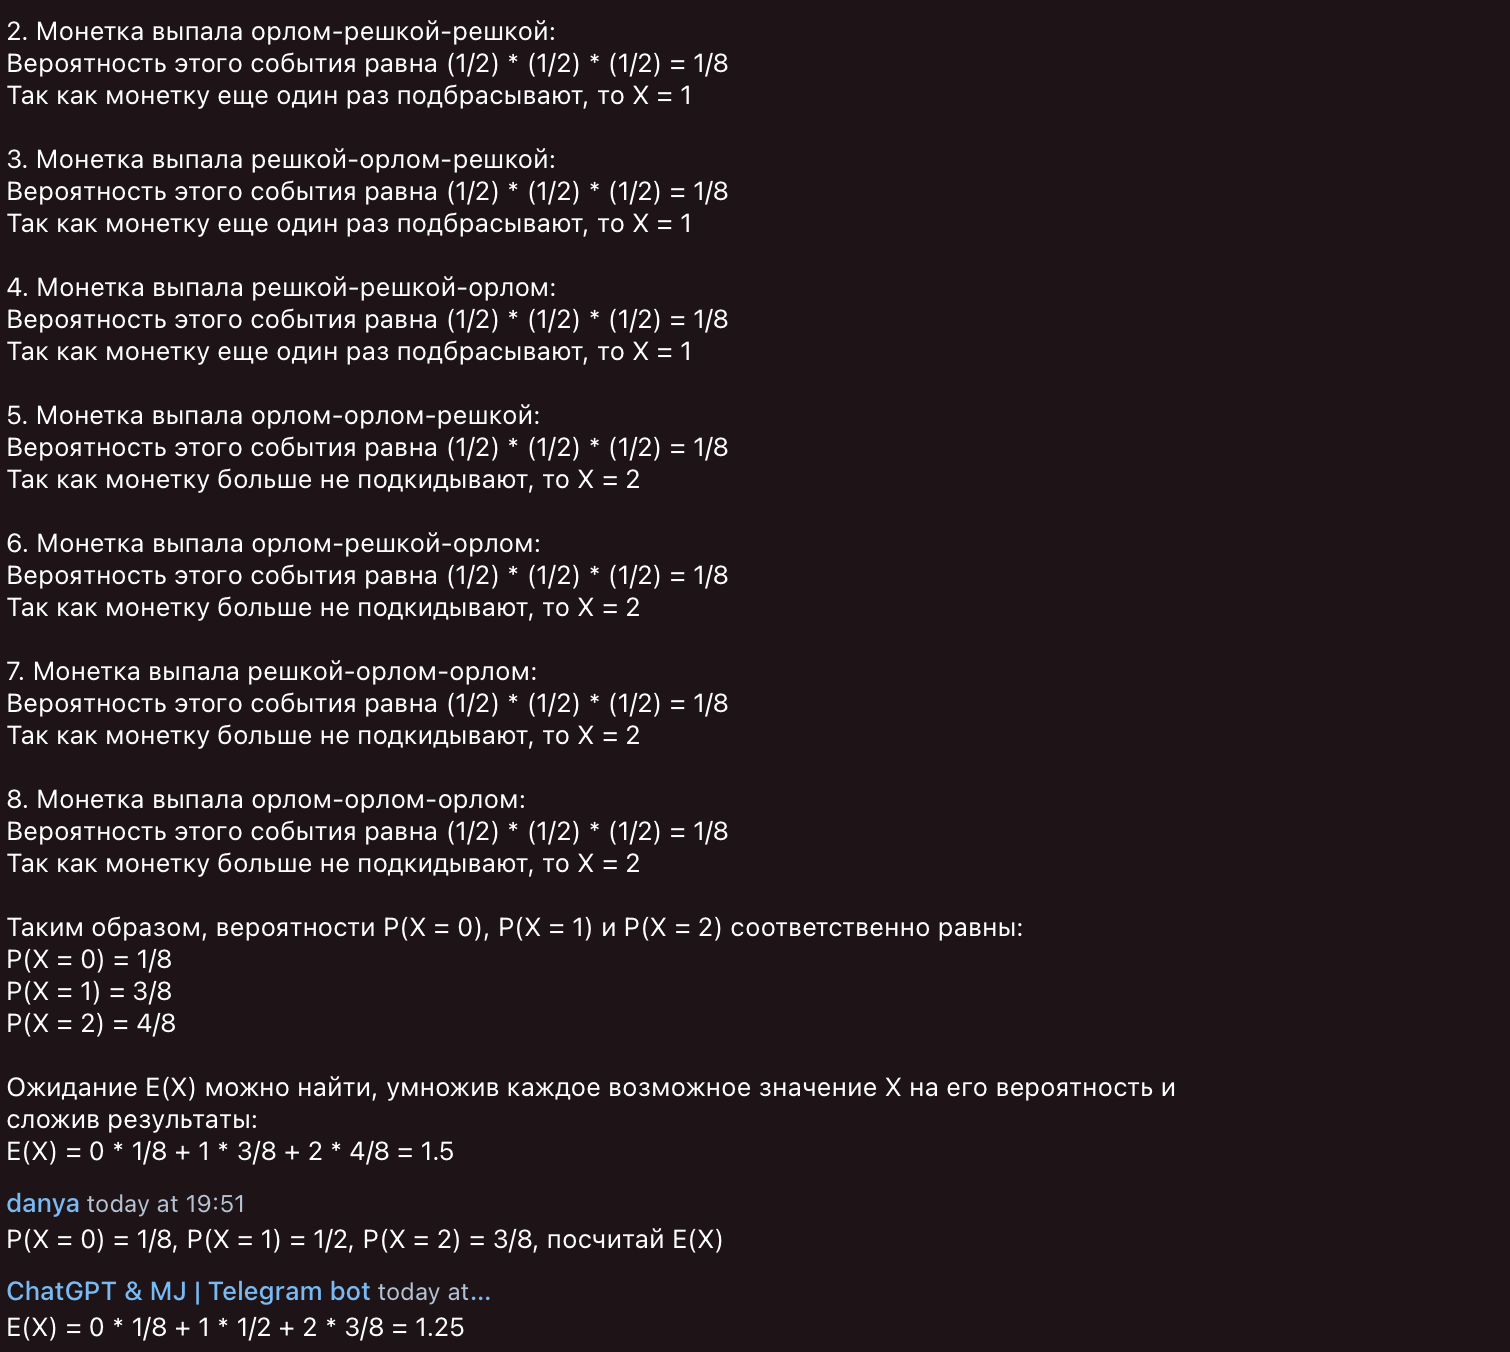 2. Монетка выпала орлом-решкой-решкой:
Вероятность этого события равна (1/2) * (1/2) * (1/2) = 1/8
Так как монетку еще один раз подбрасывают, то X = 1
3. Монетка выпала решкой-орлом-решкой:
Вероятность этого события равна (1/2) * (1/2) * (1/2) = 1/8
Так как монетку еще один раз подбрасывают, то X = 1
4. Монетка выпала решкой-решкой-орлом:
Вероятность этого события равна (1/2) * (1/2) * (1/2) = 1/8
Так как монетку еще один раз подбрасывают, то X = 1
5. Монетка выпала орлом-орлом-решкой:
Вероятность этого события равна (1/2) * (1/2) * (1/2) = 1/8
Так как монетку больше не подкидывают, то X = 2
6. Монетка выпала орлом-решкой-орлом:
Вероятность этого события равна (1/2) * (1/2) * (1/2) = 1/8
Так как монетку больше не подкидывают, то X = 2
7. Монетка выпала решкой-орлом-орлом:
Вероятность этого события равна (1/2) * (1/2) * (1/2) = 1/8
Так как монетку больше не подкидывают, то X = 2
8. Монетка выпала орлом-орлом-орлом:
Вероятность этого события равна (1/2) * (1/2) * (1/2) = 1/8
Так как монетку больше не подкидывают, то X = 2
Таким образом, вероятности P(X = 0), P(X = 1) и P(X = 2) соответственно равны:
P(X = 0) = 1/8
P(X = 1) = 3/8
P(X = 2) = 4/8
Ожидание E(X) можно найти, умножив каждое возможное значение X на его вероятность и
сложив результаты:
E(X) = 0 * 1/8 + 1 * 3/8 + 2 * 4/8 = 1.5
danya today at 19:51
P(X = 0) = 1/8, P(X = 1) = 1/2, P(X = 2) = 3/8, посчитай E(X)
ChatGPT & MJ | Telegram bot today at...
E(X) = 0 * 1/8 + 1 * 1/2 + 2 * 3/8 = 1.25